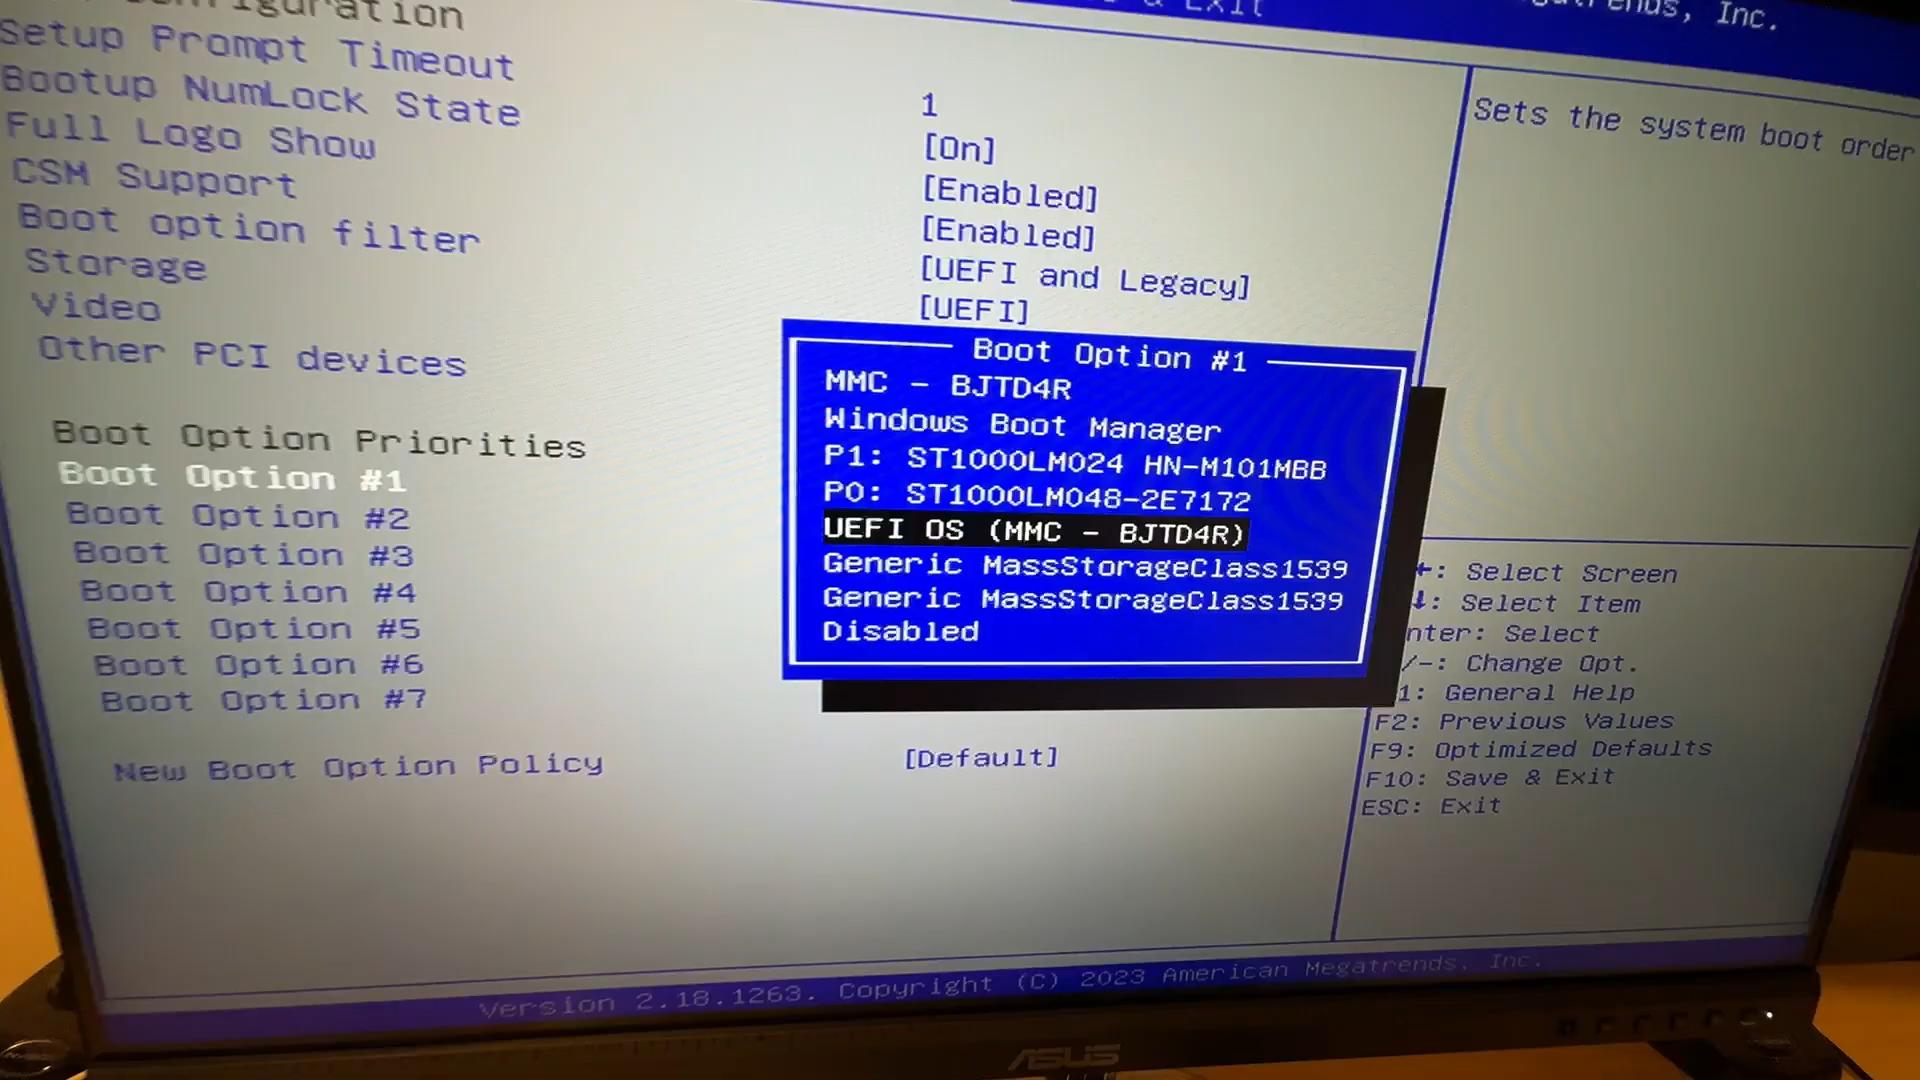 & Exit
Inc.
Setup Prompt Timeout
1
Bootup NumLock State
[On]
Full Logo Show
[Enabled]
CSM Support
[Enabled]
Boot option filter
[UEFI and Legacy]
Storage
[UEFI]
Video
Other PCI devices
Boot Option Priorities
Boot Option #1
Boot Option #2
Boot Option #3
Boot Option #4
Boot Option #5
Boot Option #6
Boot Option #7
New Boot Option Policy
[Default]
Boot Option #1
MMC - BJTD4R
Windows Boot Manager
P1: ST1000LM024 HN-M101MBB
P0: ST1000LM048-2E7172
UEFI OS (MMC - BJTD4R)
Generic MassStorageClass1539
Generic MassStorageClass1539
Disabled
Sets the system boot order
←: Select Screen
↓: Select Item
nter: Select
/-: Change Opt.
1: General Help
F2: Previous Values
F9: Optimized Defaults
F10: Save & Exit
ESC: Exit
Version 2.18.1263. Copyright (C) 2023 American Megatrends, Inc.
ASUS